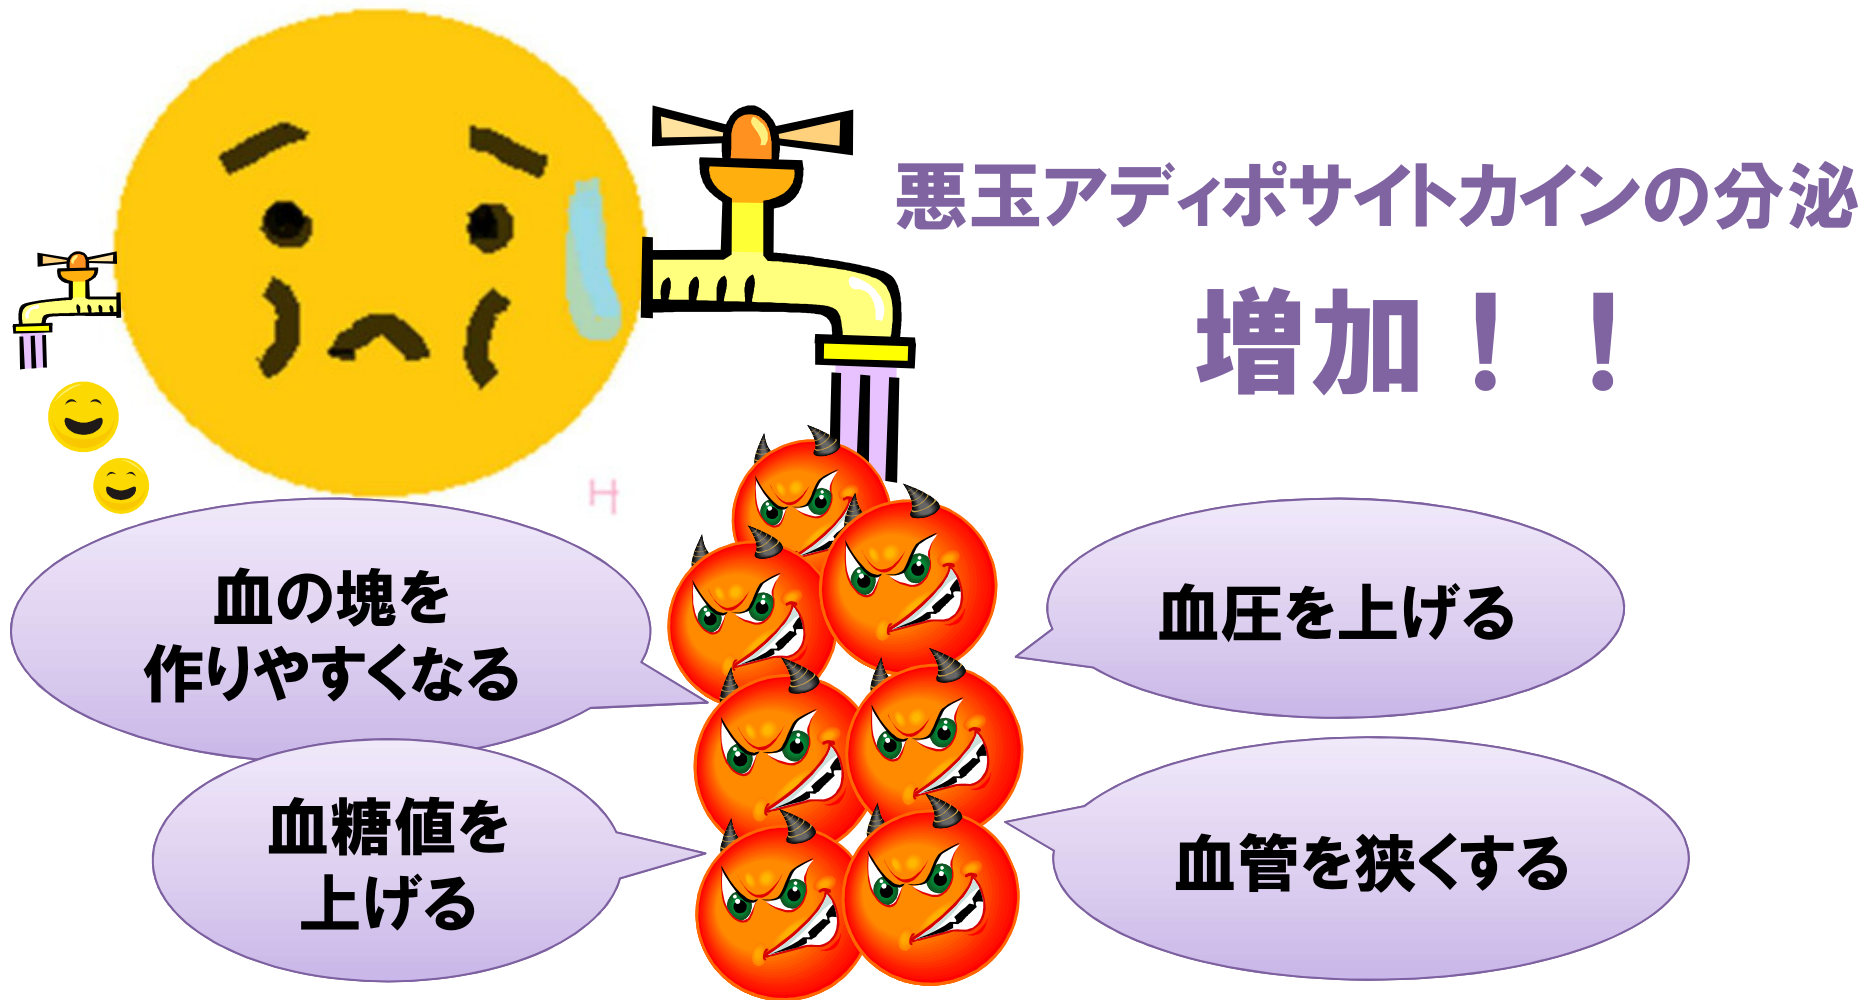 悪玉アディポサイトカインの分泌
増加！！
H
血の塊を
作りやすくなる
血圧を上げる
血糖値を
上げる
血管を狭くする